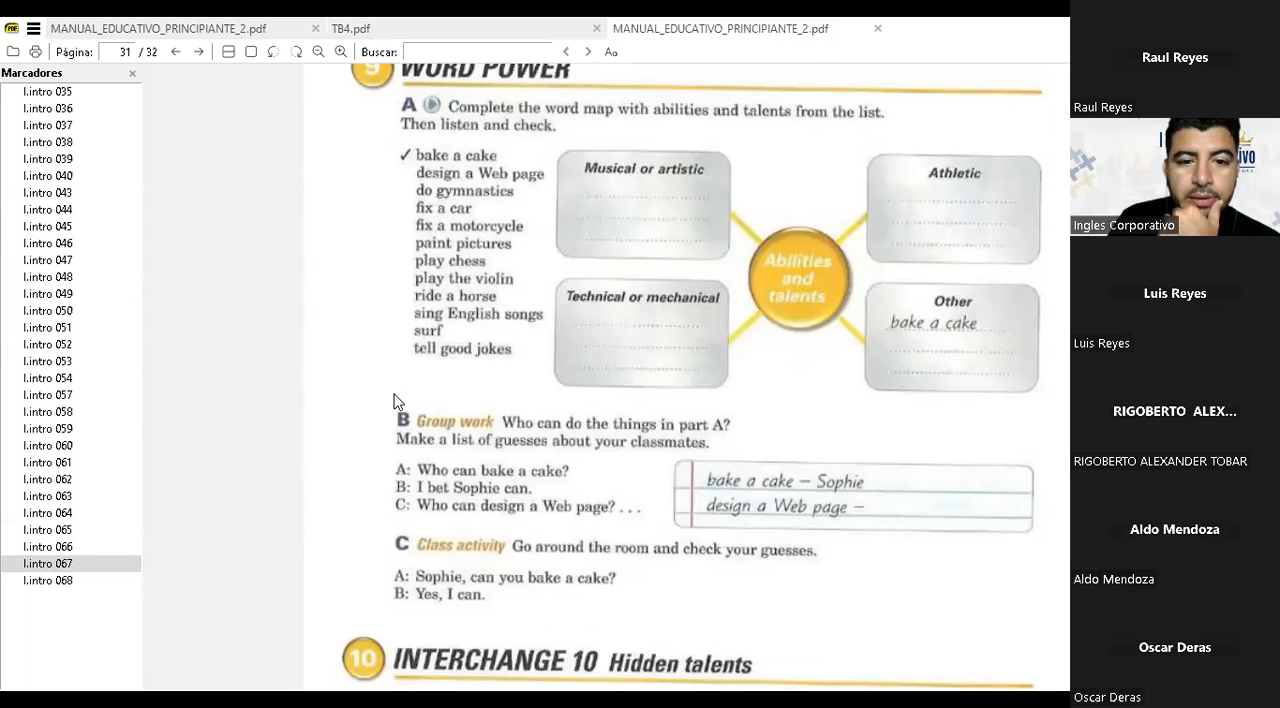 MANUAL_EDUCATIVO_PRINCIPIANTE_2.pdf
TB4.pdf
MANUAL_EDUCATIVO_PRINCIPIANTE_2.pdf
Página: 31 / 32
Buscar:
Aa
Marcadores
I.intro 035
I.intro 036
I.intro 037
I.intro 038
I.intro 039
I.intro 040
I.intro 043
I.intro 044
I.intro 045
I.intro 046
I.intro 047
I.intro 048
I.intro 049
I.intro 050
I.intro 051
I.intro 052
I.intro 053
I.intro 054
I.intro 057
I.intro 058
I.intro 059
I.intro 060
I.intro 061
I.intro 062
I.intro 063
I.intro 064
I.intro 065
I.intro 066
I.intro 067
I.intro 068
9 WORD POWER
A Complete the word map with abilities and talents from the list.
Then listen and check.
✓ bake a cake
design a Web page
do gymnastics
fix a car
fix a motorcycle
paint pictures
play chess
play the violin
ride a horse
sing English songs
surf
tell good jokes
Musical or artistic
Athletic
Abilities
and
talents
Technical or mechanical
Other
bake a cake
B Group work Who can do the things in part A?
Make a list of guesses about your classmates.
A: Who can bake a cake?
B: I bet Sophie can.
C: Who can design a Web page? . . .
bake a cake – Sophie
design a Web page –
C Class activity Go around the room and check your guesses.
A: Sophie, can you bake a cake?
B: Yes, I can.
10 INTERCHANGE 10 Hidden talents
Raul Reyes
Raul Reyes
Ingles Corporativo
Luis Reyes
Luis Reyes
RIGOBERTO ALEX...
RIGOBERTO ALEXANDER TOBAR
Aldo Mendoza
Aldo Mendoza
Oscar Deras
Oscar Deras